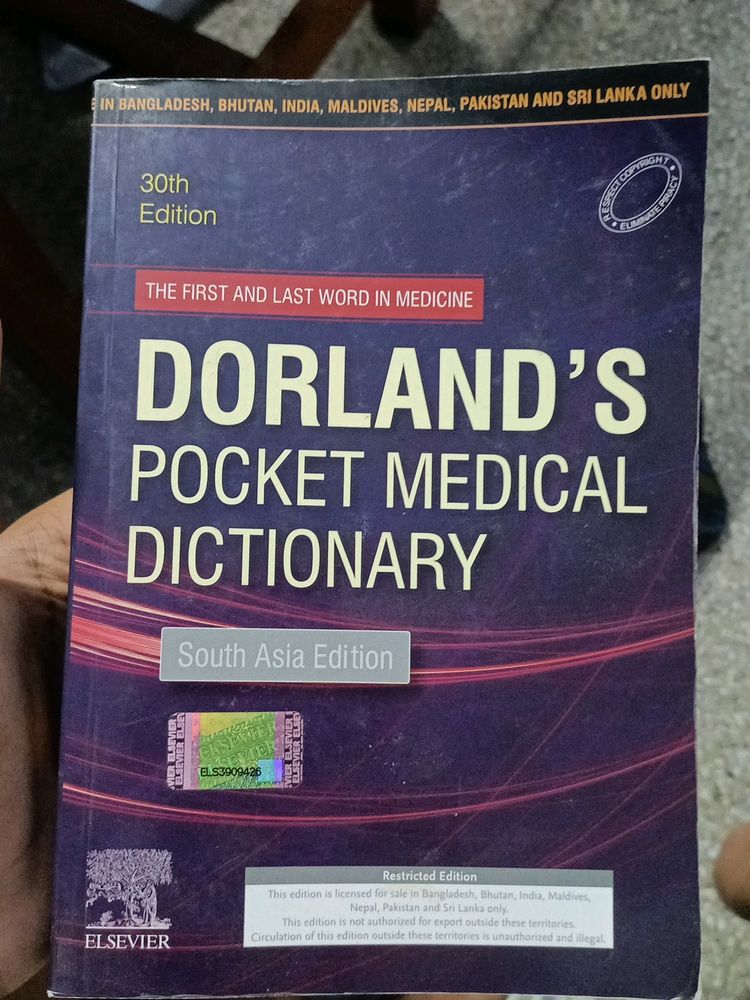 IN BANGLADESH, BHUTAN, INDIA, MALDIVES, NEPAL, PAKISTAN AND SRI LANKA ONLY
30th
Edition
RESPECT COPYRIGHT
ELIMINATE PIRACY
THE FIRST AND LAST WORD IN MEDICINE
DORLAND'S
POCKET MEDICAL
DICTIONARY
South Asia Edition
ELSEVIER
ELS3909426
ELSEVIER
Restricted Edition
This edition is licensed for sale in Bangladesh, Bhutan, India, Maldives,
Nepal, Pakistan and Sri Lanka only.
This edition is not authorized for export outside these territories.
Circulation of this edition outside these territories is unauthorized and illegal.